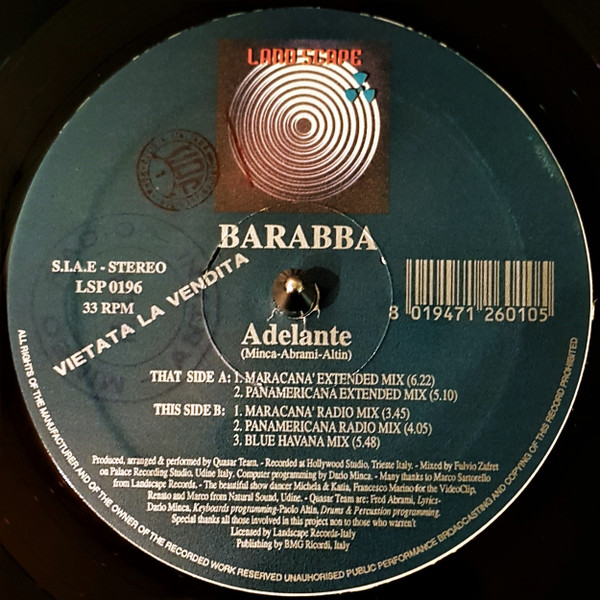 LANDSCAPE
BARABBA
S.I.A.E - STEREO
LSP 0196
33 RPM
VIETATA LA VENDITA
8 019471 260105
Adelante
(Minca-Abrami-Altin)
THAT SIDE A: 1. MARACANA' EXTENDED MIX (6.22)
2. PANAMERICANA EXTENDED MIX (5.10)
THIS SIDE B: 1. MARACANA' RADIO MIX (3.45)
2. PANAMERICANA RADIO MIX (4.05)
3. BLUE HAVANA MIX (5.48)
Produced, arranged & performed by Quasar Team. - Recorded at Hollywood Studio, Trieste Italy. - Mixed by Fulvio Zafret
on Palace Recording Studio, Udine Italy. Computer programming by Dario Minca. - Many thanks to Marco Sartorello
from Landscape Records. - The beautiful show dancer Michela & Katia, Francesco Marino for the VideoClip,
Renato and Marco from Natural Sound, Udine. - Quasar Team are: Fred Abrami, Lyrics-
Dario Minca, Keyboards programming-Paolo Altin, Drums & Percussion programming.
Special thanks all those involved in this project non to those who warren't
Licensed by Landscape Records-Italy
Publishing by BMG Ricordi, Italy
ALL RIGHTS OF THE MANUFACTURER AND OF THE OWNER OF THE RECORDED WORK RESERVED UNAUHORISED PUBLIC PERFORMANCE BROADCASTING AND COPYING OF THIS RECORD PROHIBITED